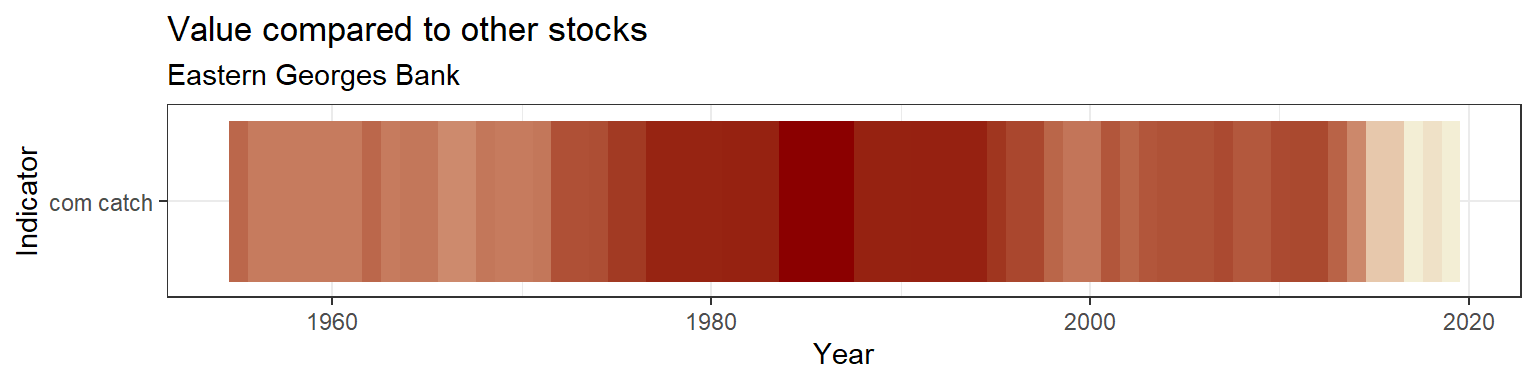 Value compared to other stocks
Eastern Georges Bank
Indicator
com catch
1960 1980 2000 2020
Year